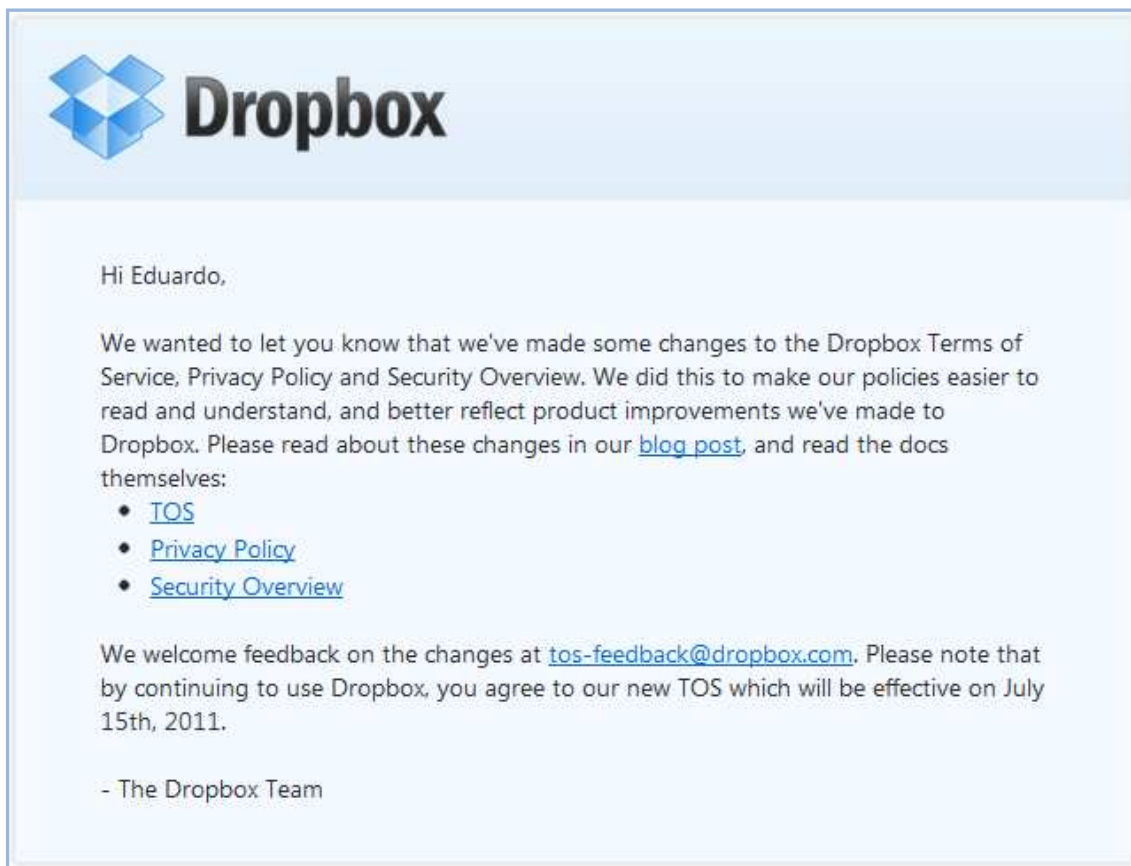 Dropbox
Hi Eduardo,
We wanted to let you know that we've made some changes to the Dropbox Terms of
Service, Privacy Policy and Security Overview. We did this to make our policies easier to
read and understand, and better reflect product improvements we've made to
Dropbox. Please read about these changes in our blog post, and read the docs
themselves:
• TOS
• Privacy Policy
• Security Overview
We welcome feedback on the changes at tos-feedback@dropbox.com. Please note that
by continuing to use Dropbox, you agree to our new TOS which will be effective on July
15th, 2011.
- The Dropbox Team